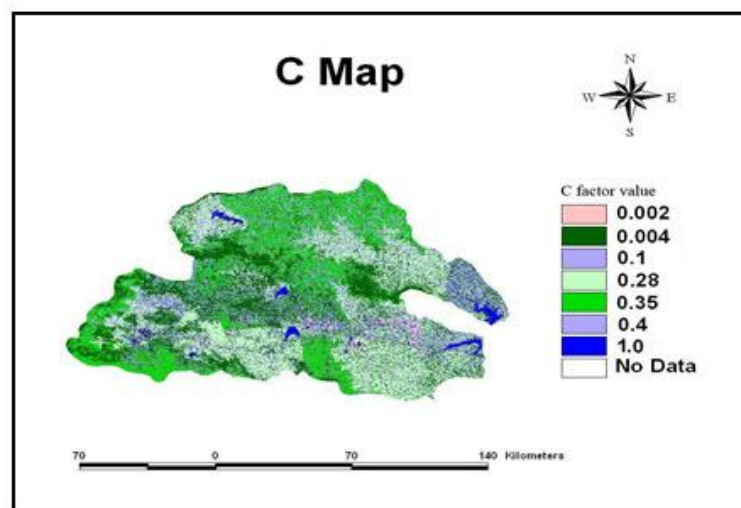 C Map
N
W E
S
C factor value
0.002
0.004
0.1
0.28
0.35
0.4
1.0
No Data
70 0 70 140 Kilometers